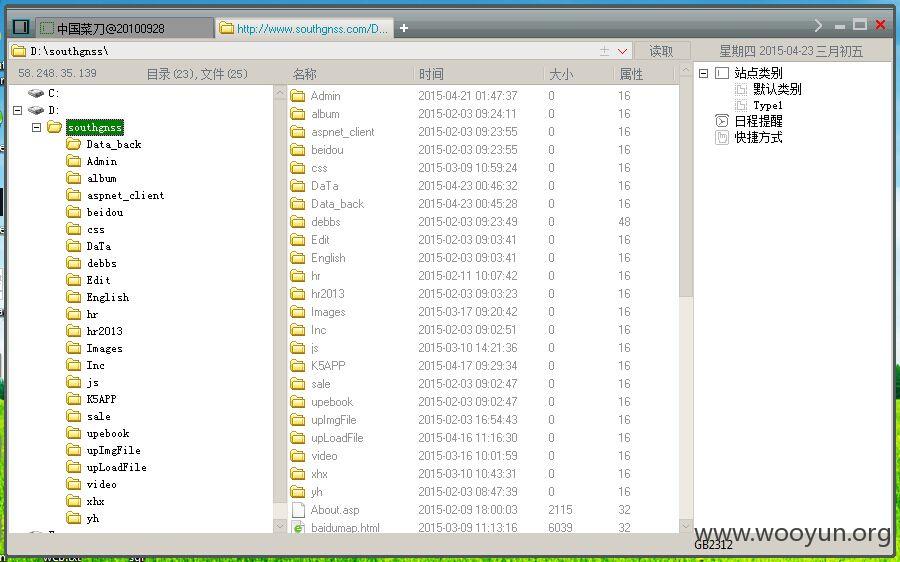 中国菜刀@20100928
http://www.southgnss.com/D...
+
D:\southgnss\
读取
星期四 2015-04-23 三月初五
58.248.35.139
目录(23),文件(25)
名称 时间 大小 属性
C:
D:
southgnss
Data_back
Admin
album
aspnet_client
beidou
css
DaTa
debbs
Edit
English
hr
hr2013
Images
Inc
js
K5APP
sale
upebook
upImgFile
upLoadFile
video
xhx
yh
Admin 2015-04-21 01:47:37 0 16
album 2015-02-03 09:24:11 0 16
aspnet_client 2015-02-03 09:23:55 0 16
beidou 2015-02-03 09:23:55 0 16
css 2015-03-09 10:59:24 0 16
DaTa 2015-04-23 00:46:32 0 16
Data_back 2015-04-23 00:45:28 0 16
debbs 2015-02-03 09:23:49 0 48
Edit 2015-02-03 09:03:41 0 16
English 2015-02-03 09:03:41 0 16
hr 2015-02-11 10:07:42 0 16
hr2013 2015-02-03 09:03:23 0 16
Images 2015-03-17 09:20:42 0 16
Inc 2015-02-03 09:02:51 0 16
js 2015-03-10 14:21:36 0 16
K5APP 2015-04-17 09:29:34 0 16
sale 2015-02-03 09:02:47 0 16
upebook 2015-02-03 09:02:47 0 16
upImgFile 2015-02-03 16:54:43 0 16
upLoadFile 2015-04-16 11:16:30 0 16
video 2015-03-16 10:01:59 0 16
xhx 2015-03-10 10:43:31 0 16
yh 2015-02-03 08:47:39 0 16
About.asp 2015-02-09 18:00:03 2115 32
baidumap.html 2015-03-09 11:13:16 6039 32
站点类别
默认类别
Type1
日程提醒
快捷方式
www.wooyun.org
GB2312